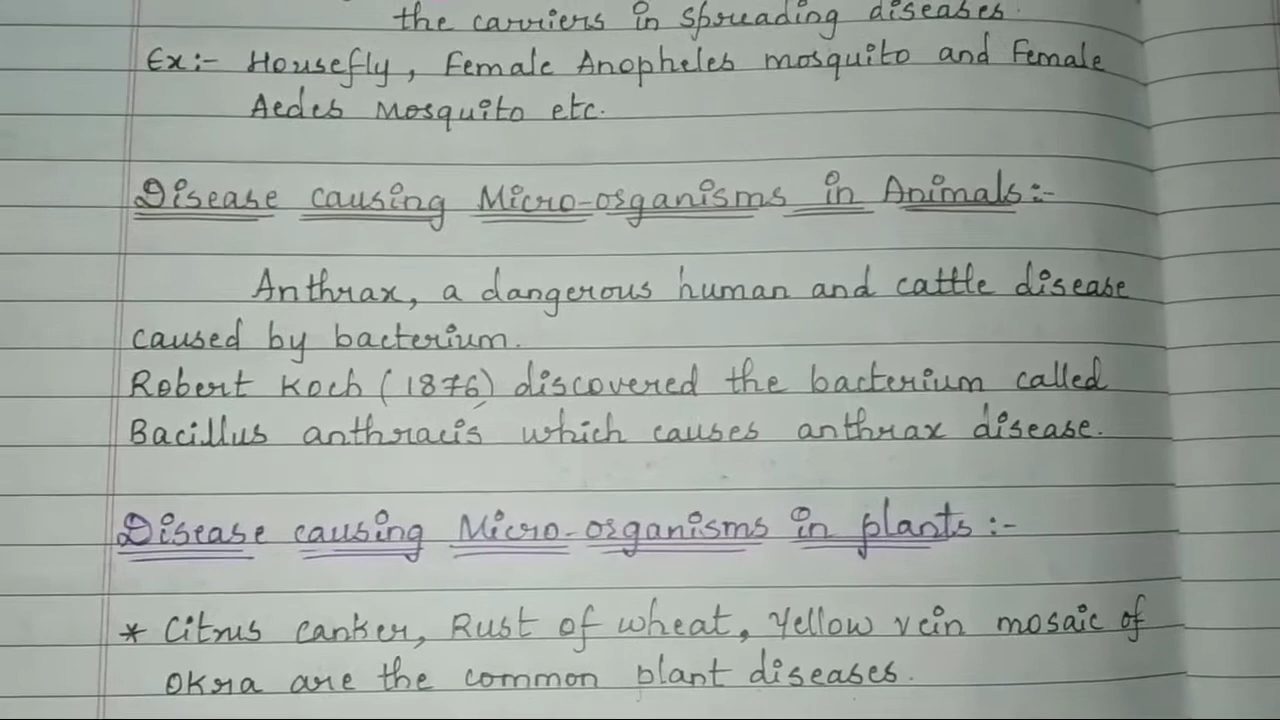 the carriers in spreading diseases.
Ex:- Housefly, Female Anopheles mosquito and Female
Aedes Mosquito etc.
Disease causing Micro-organisms in Animals:-
Anthrax, a dangerous human and cattle disease
caused by bacterium.
Robert Koch (1876) discovered the bacterium called
Bacillus anthracis which causes anthrax disease.
Disease causing Micro-organisms in plants:-
* Citrus canker, Rust of wheat, Yellow vein mosaic of
Okra are the common plant diseases.